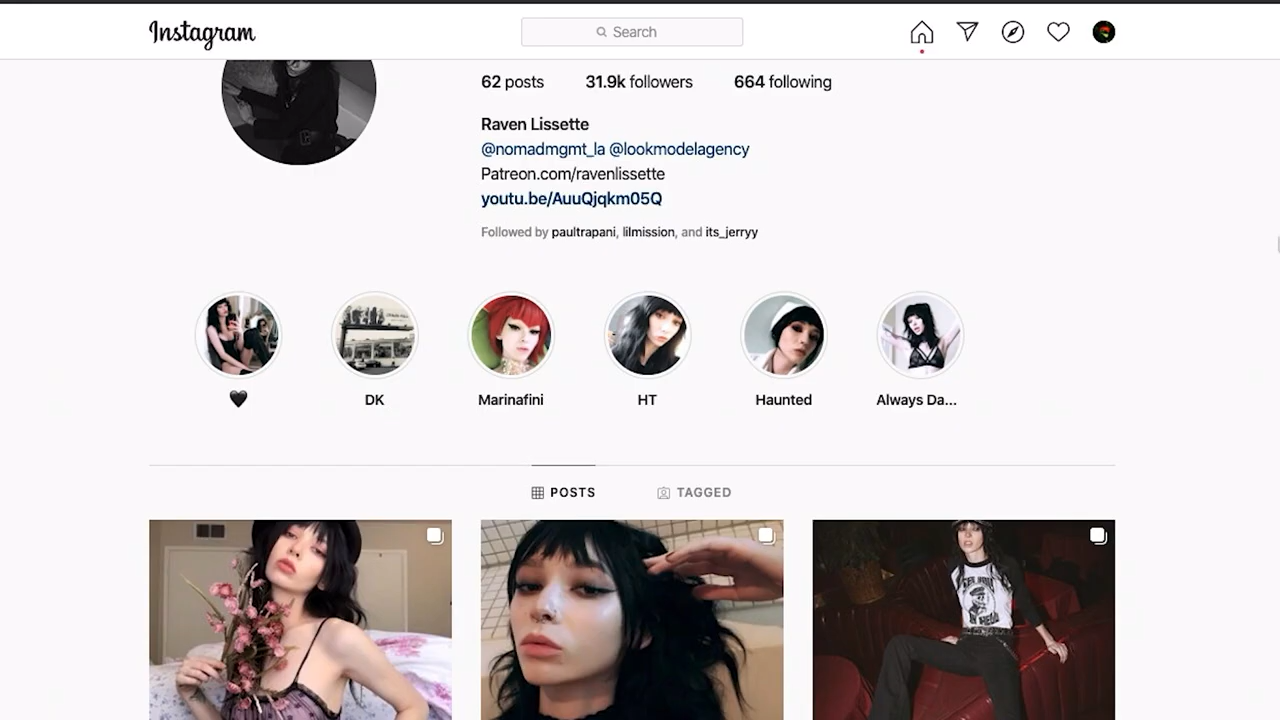 Instagram
Search
62 posts 31.9k followers 664 following
Raven Lissette
@nomadmgmt_la @lookmodelagency
Patreon.com/ravenlissette
youtu.be/AuuQjqkm05Q
Followed by paultrapani, lilmission, and its_jerryy
🖤 DK Marinafini HT Haunted Always Da...
POSTS TAGGED